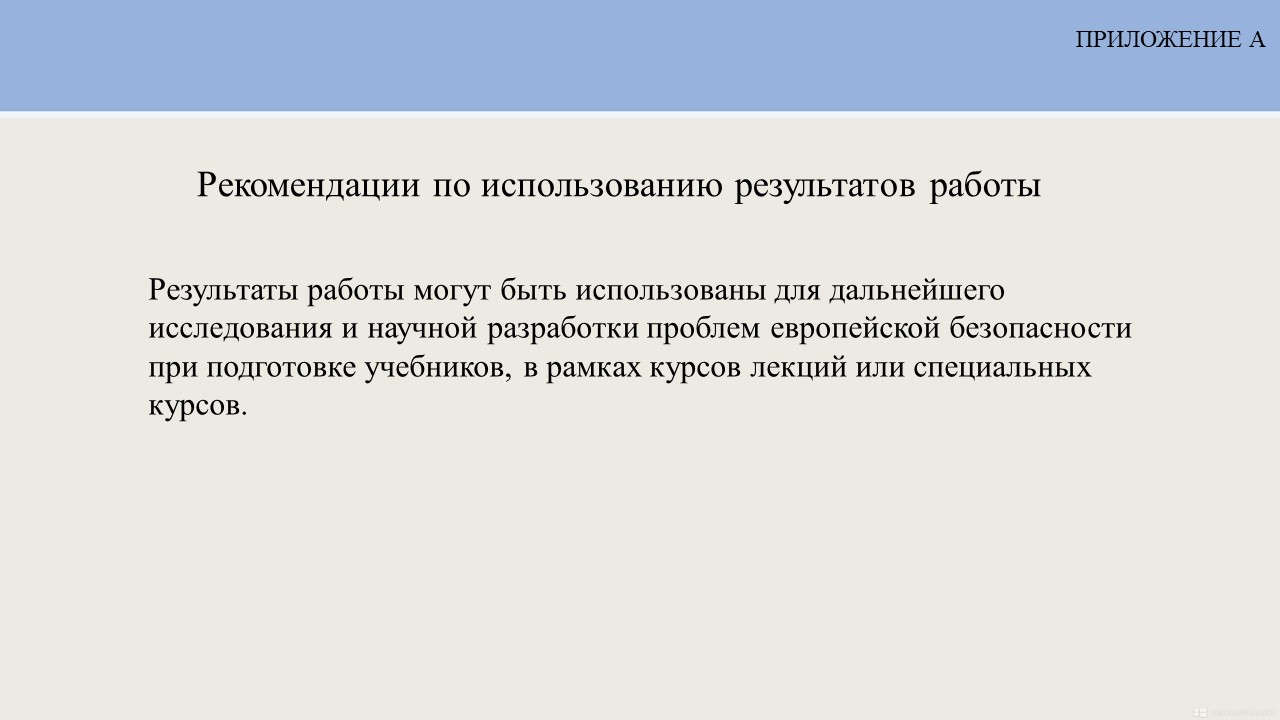 ПРИЛОЖЕНИЕ А
Рекомендации по использованию результатов работы
Результаты работы могут быть использованы для дальнейшего
исследования и научной разработки проблем европейской безопасности
при подготовке учебников, в рамках курсов лекций или специальных
курсов.